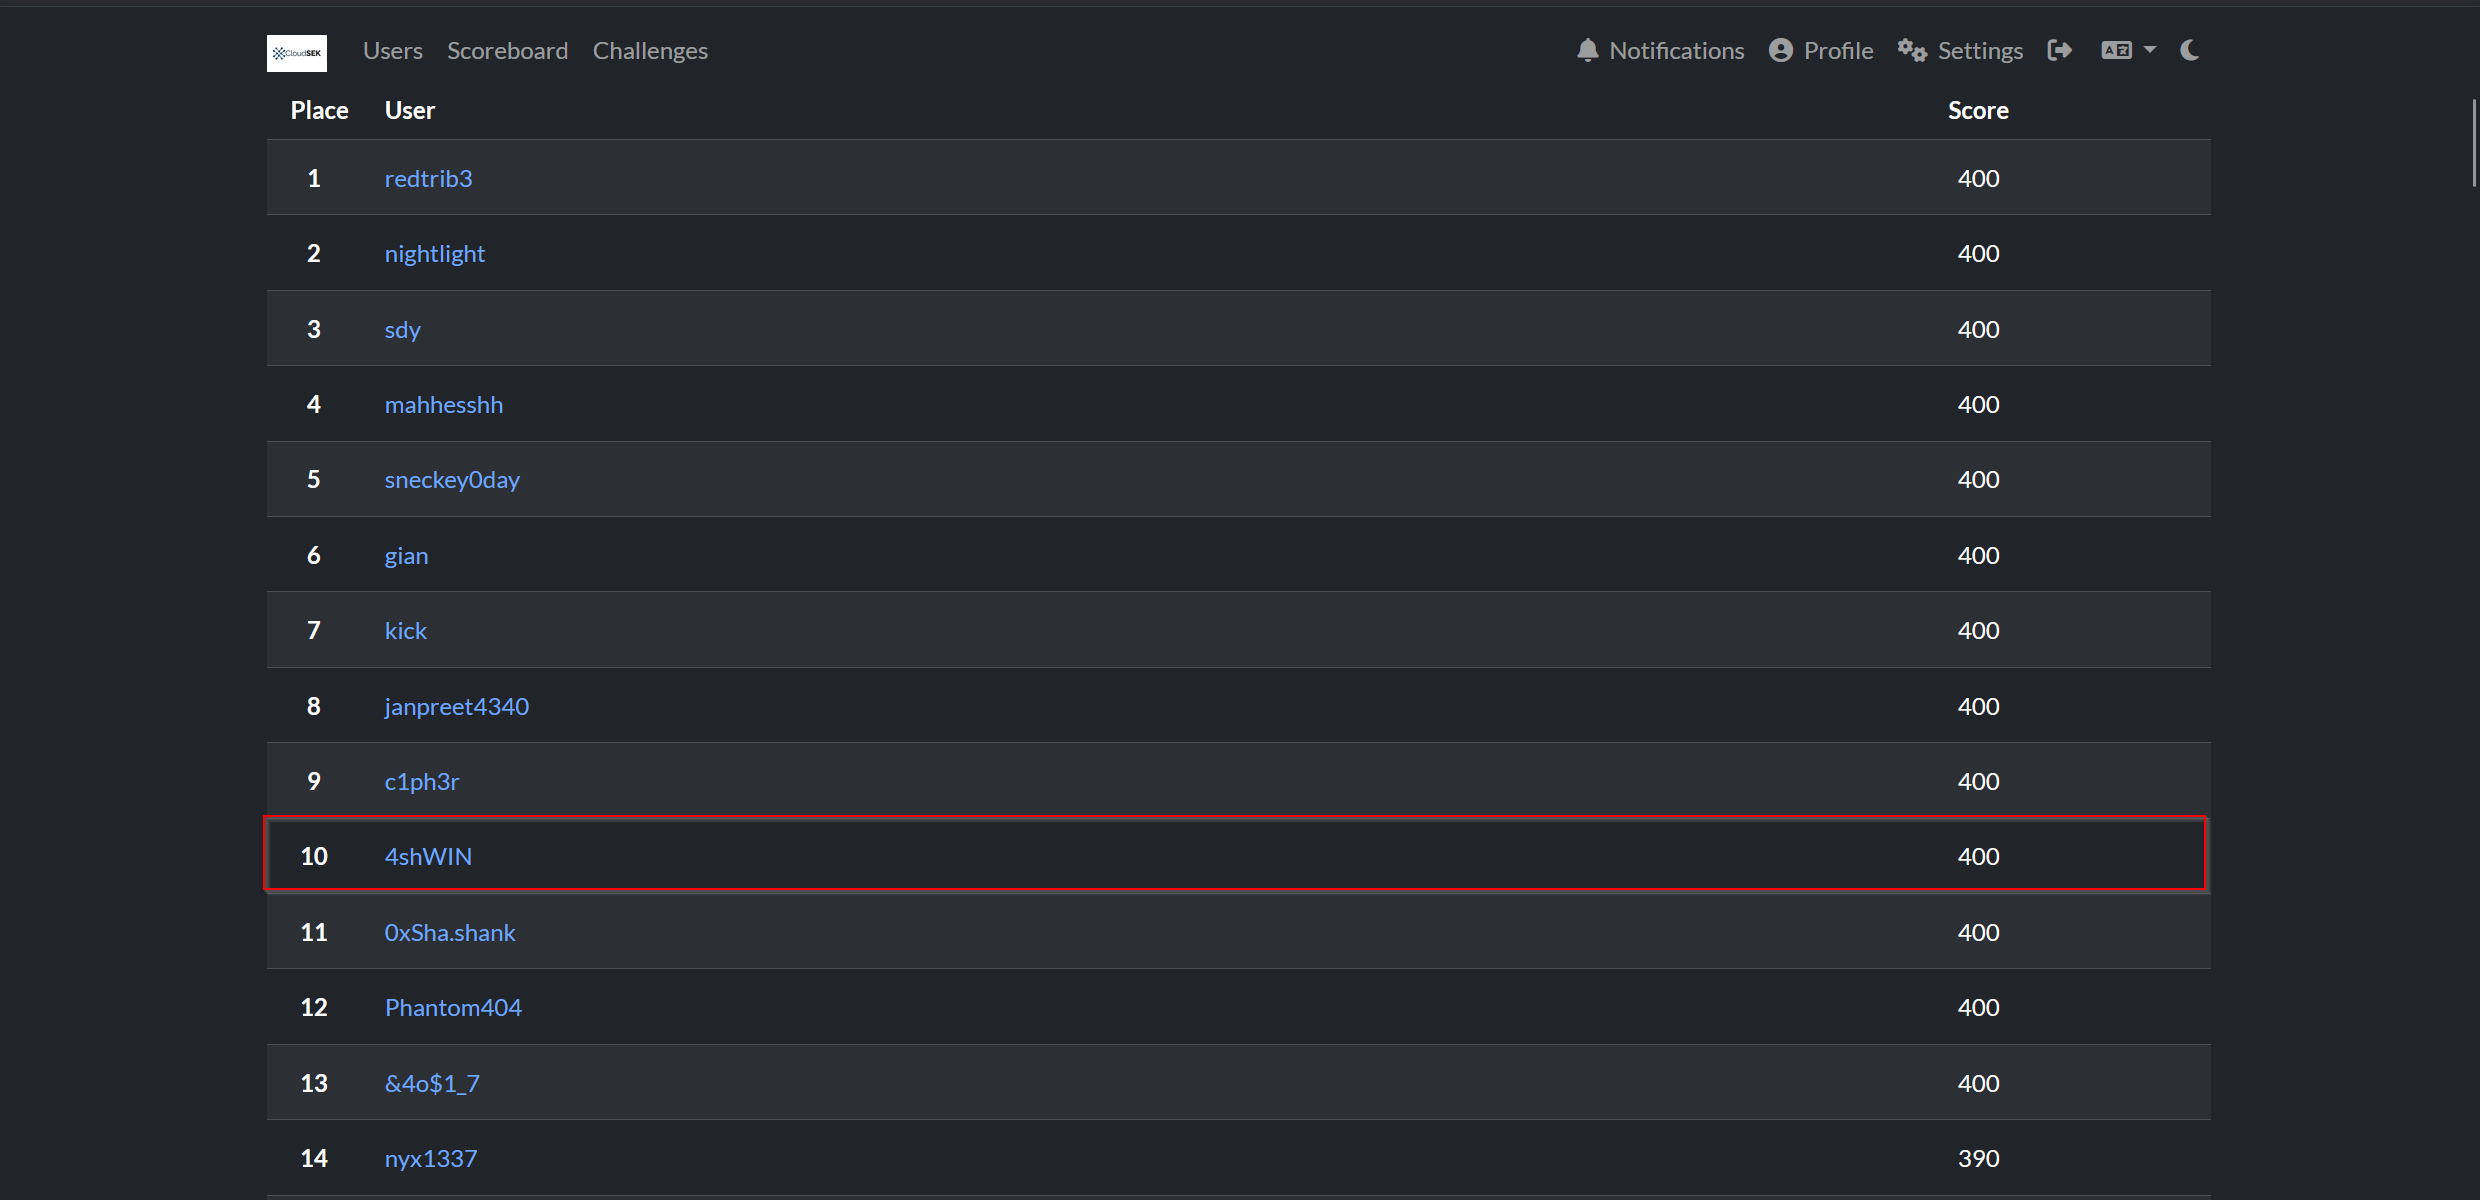 CloudSEK Users Scoreboard Challenges Notifications Profile Settings
Place User Score
1 redtrib3 400
2 nightlight 400
3 sdy 400
4 mahhesshh 400
5 sneckey0day 400
6 gian 400
7 kick 400
8 janpreet4340 400
9 c1ph3r 400
10 4shWIN 400
11 0xSha.shank 400
12 Phantom404 400
13 &4o$1_7 400
14 nyx1337 390